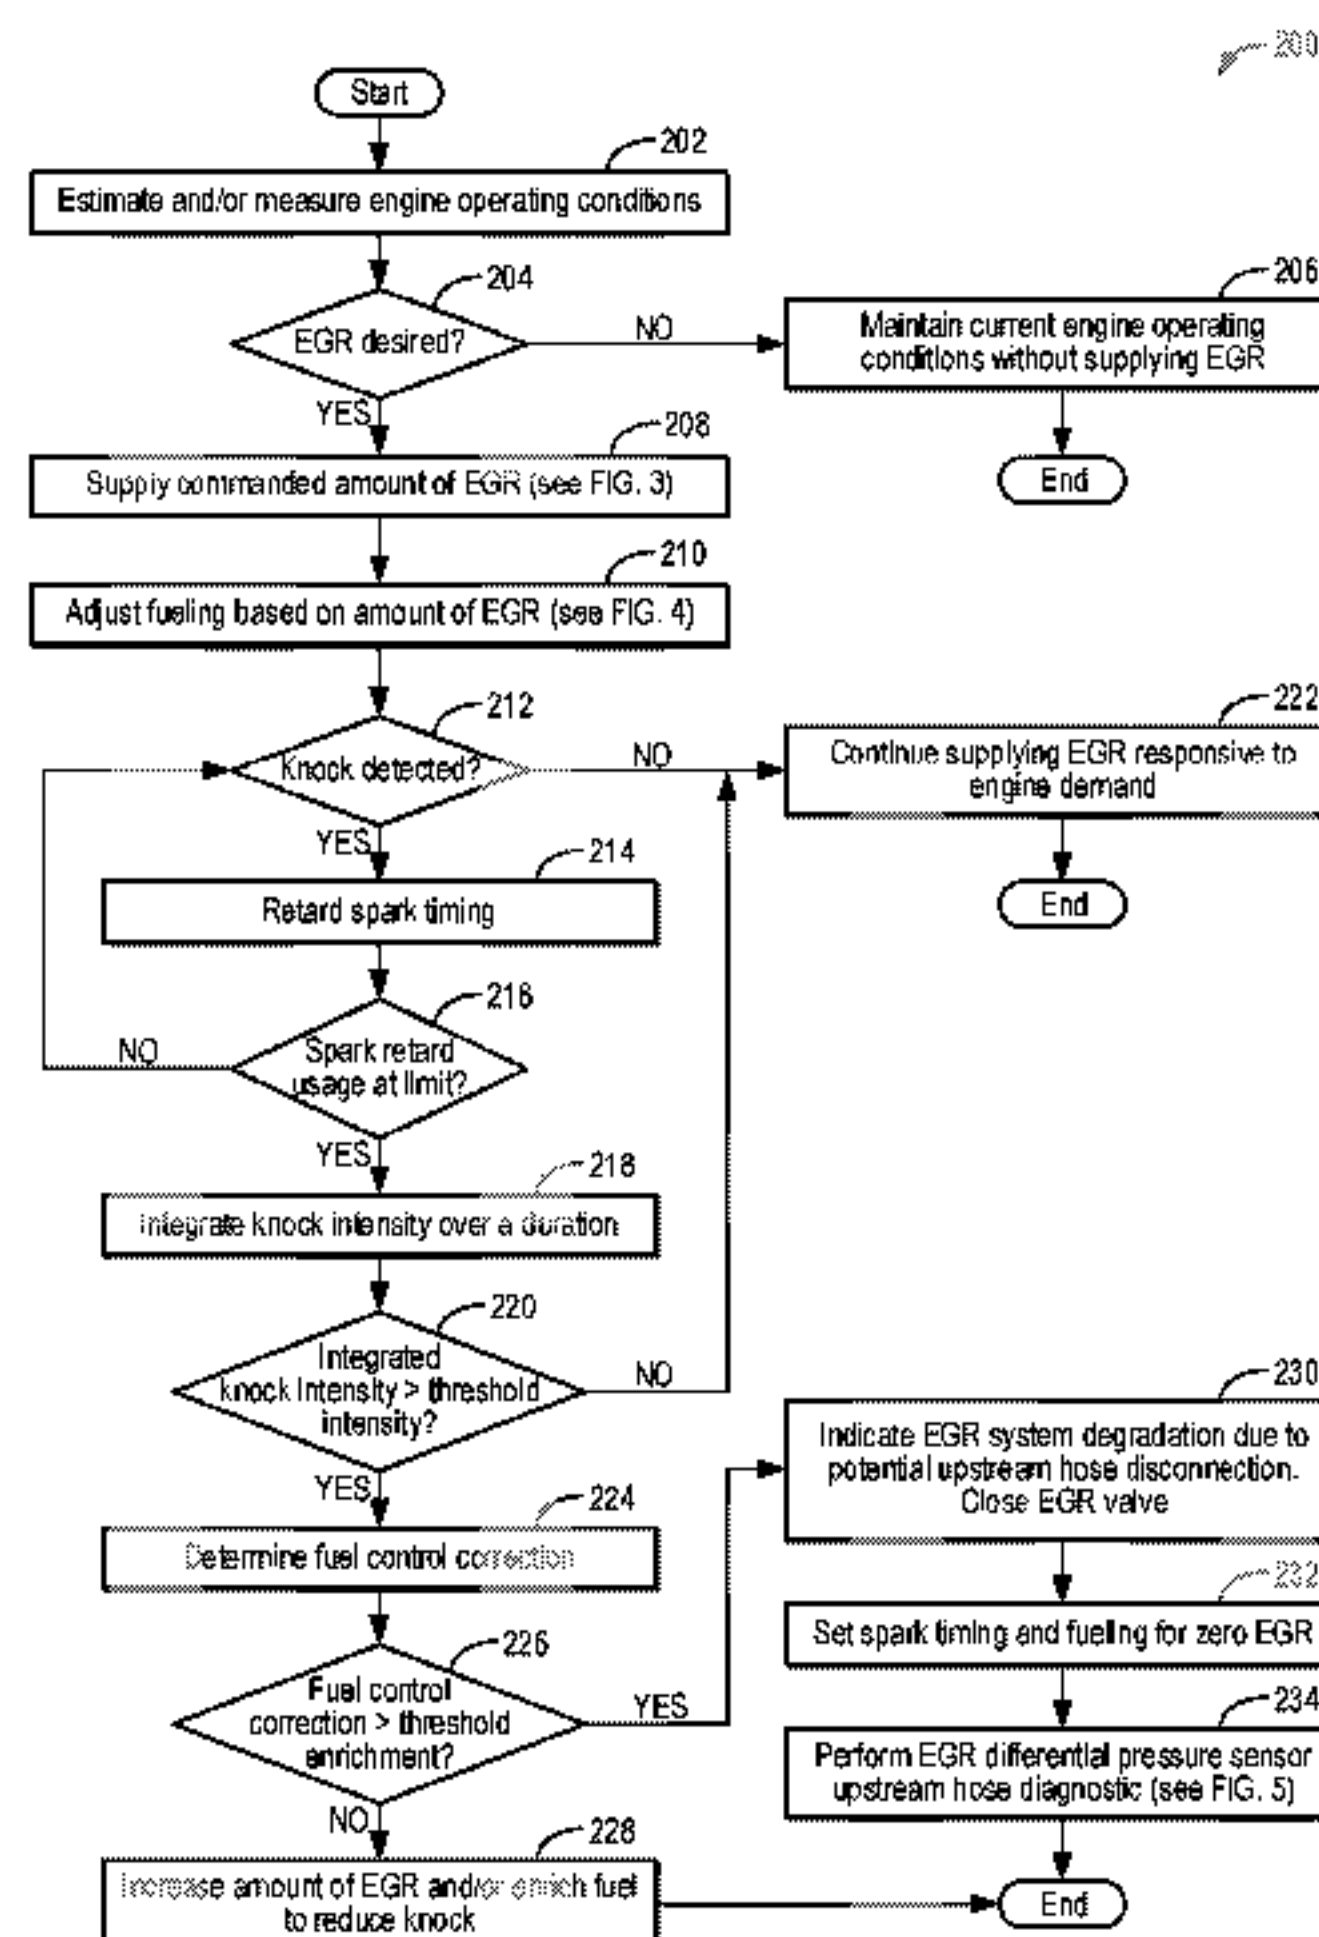 200
Start
202
Estimate and/or measure engine operating conditions
204
EGR desired?
NO
YES
206
Maintain current engine operating
conditions without supplying EGR
End
208
Supply commanded amount of EGR (see FIG. 3)
210
Adjust fueling based on amount of EGR (see FIG. 4)
212
Knock detected?
NO
YES
222
Continue supplying EGR responsive to
engine demand
End
214
Retard spark timing
216
Spark retard
usage at limit?
NO
YES
218
Integrate knock intensity over a duration
220
Integrated
knock intensity > threshold
intensity?
NO
YES
224
Determine fuel control correction
226
Fuel control
correction > threshold
enrichment?
YES
NO
228
Increase amount of EGR and/or enrich fuel
to reduce knock
230
Indicate EGR system degradation due to
potential upstream hose disconnection.
Close EGR valve
232
Set spark timing and fuelling for zero EGR
234
Perform EGR differential pressure sensor
upstream hose diagnostic (see FIG. 5)
End